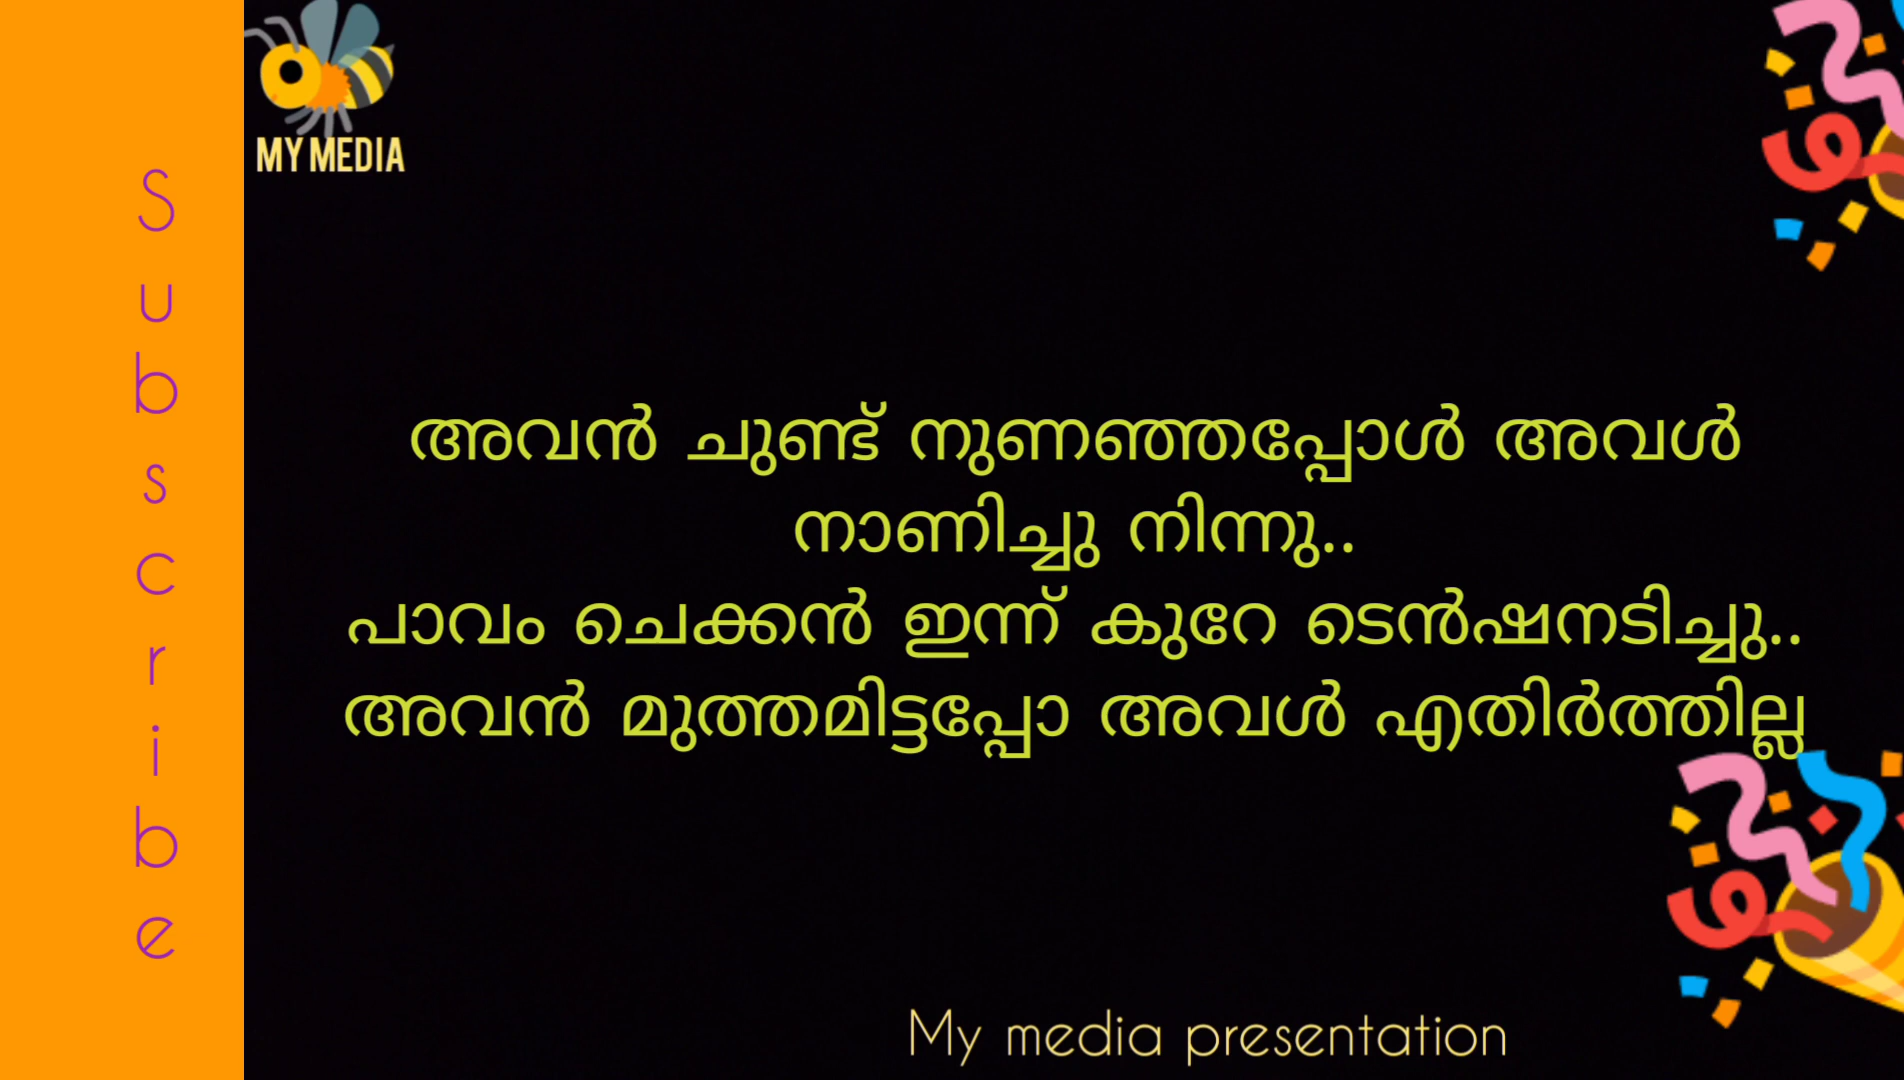 MY MEDIA
Subscribe
അവൻ ചുണ്ട് നുണഞ്ഞപ്പോൾ അവൾ
നാണിച്ചു നിന്നു..
പാവം ചെക്കൻ ഇന്ന് കുറേ ടെൻഷനടിച്ചു..
അവൻ മുത്തമിട്ടപ്പോ അവൾ എതിർത്തില്ല
My media presentation